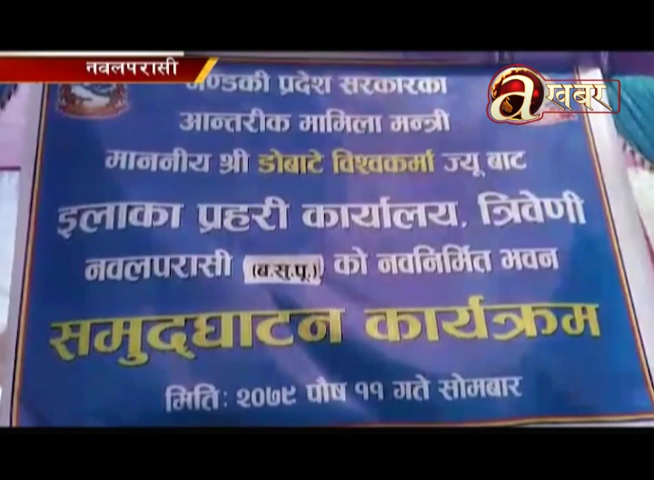 नवलपरासी
a खबर
गण्डकी प्रदेश सरकारका
आन्तरीक मामिला मन्त्री
माननीय श्री डोबाटे विश्वकर्मा ज्यू बाट
इलाका प्रहरी कार्यालय, त्रिवेणी
नवलपरासी (ब.सु.पू.) को नवनिर्मित भवन
समुद्घाटन कार्यक्रम
मिति: २०७९ पौष ११ गते सोमबार